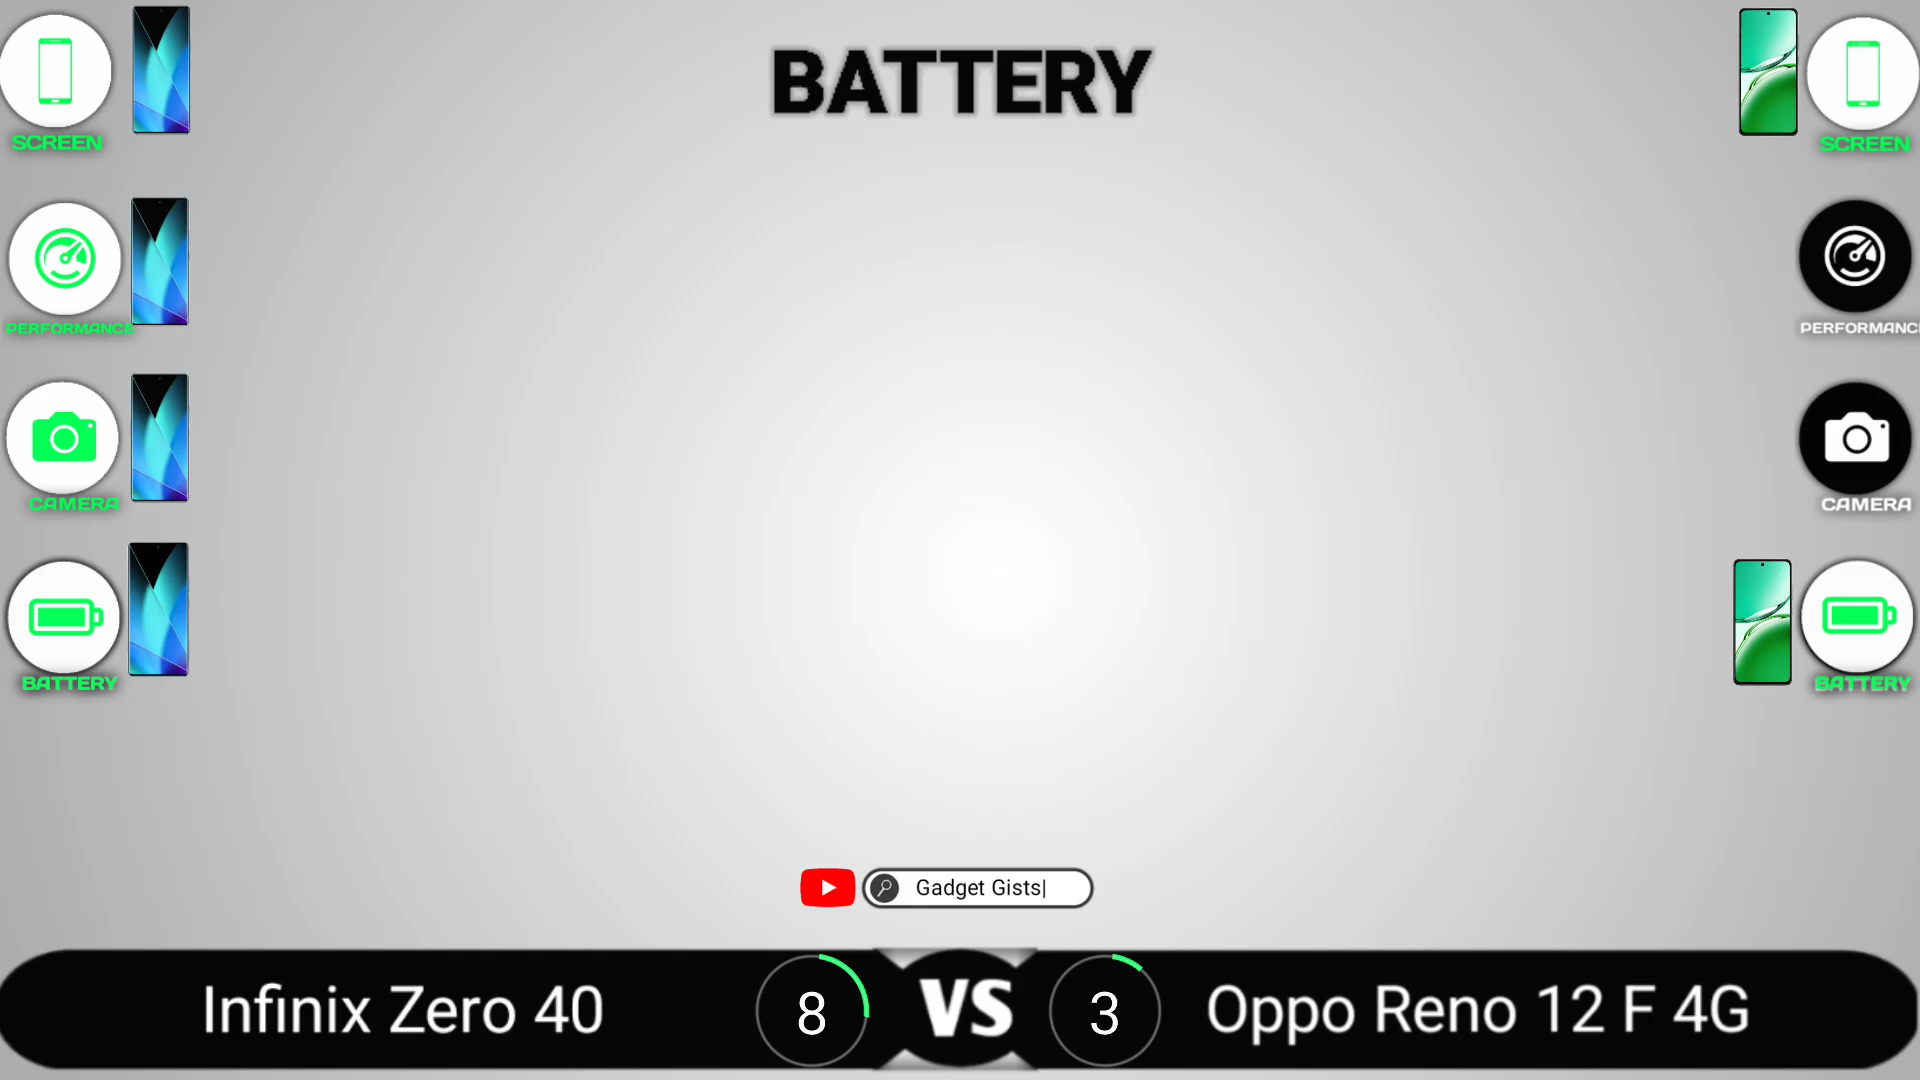 BATTERY
SCREEN
SCREEN
PERFORMANCE
PERFORMANC
CAMERA
CAMERA
BATTERY
BATTERY
Gadget Gists|
Infinix Zero 40
8
VS
3
Oppo Reno 12 F 4G